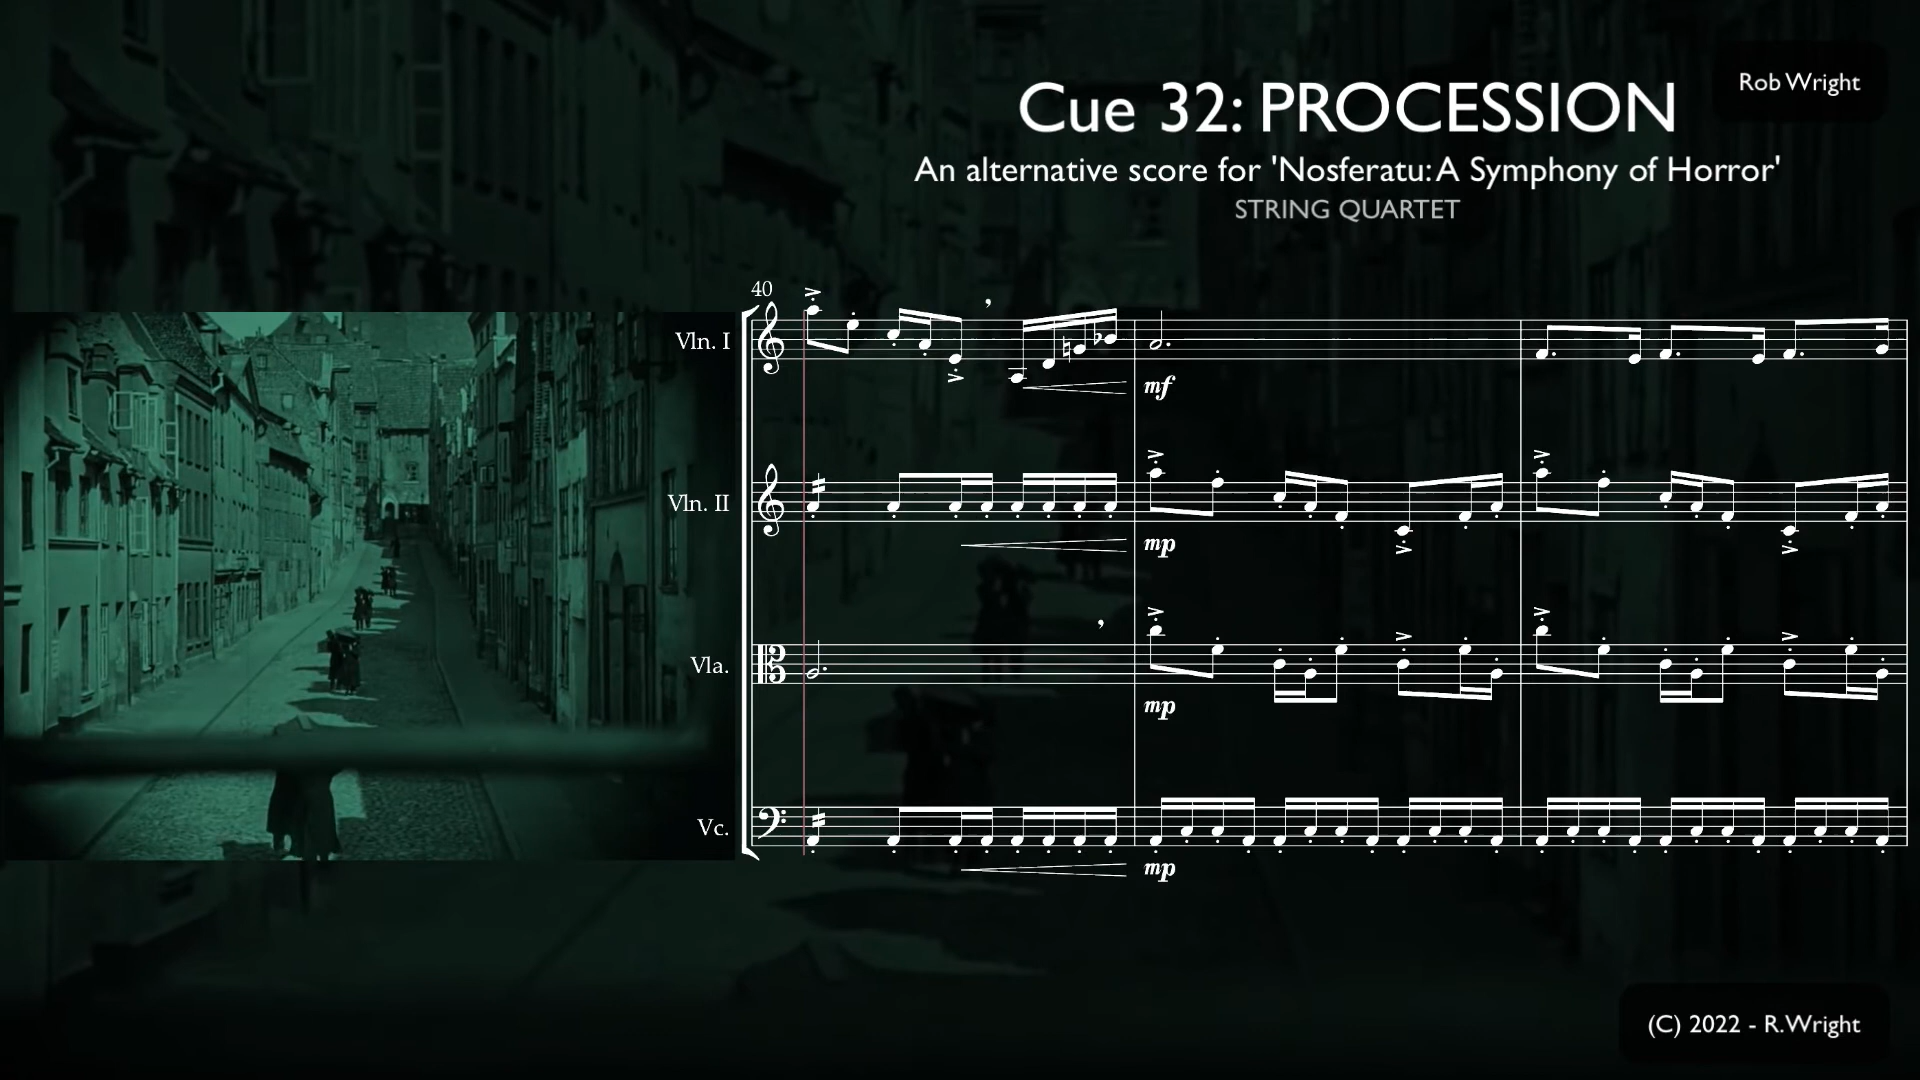 Rob Wright
Cue 32: PROCESSION
An alternative score for 'Nosferatu: A Symphony of Horror'
STRING QUARTET
40
Vln. I
mf
Vln. II
mp
Vla.
mp
Vc.
mp
(C) 2022 - R.Wright